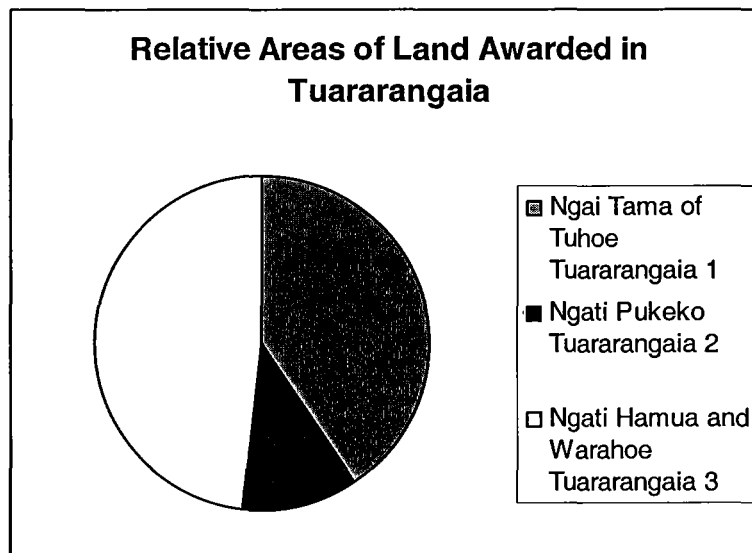 Relative Areas of Land Awarded in
Tuararangaia
Ngai Tama of
Tuhoe
Tuararangaia 1
Ngati Pukeko
Tuararangaia 2
Ngati Hamua and
Warahoe
Tuararangaia 3